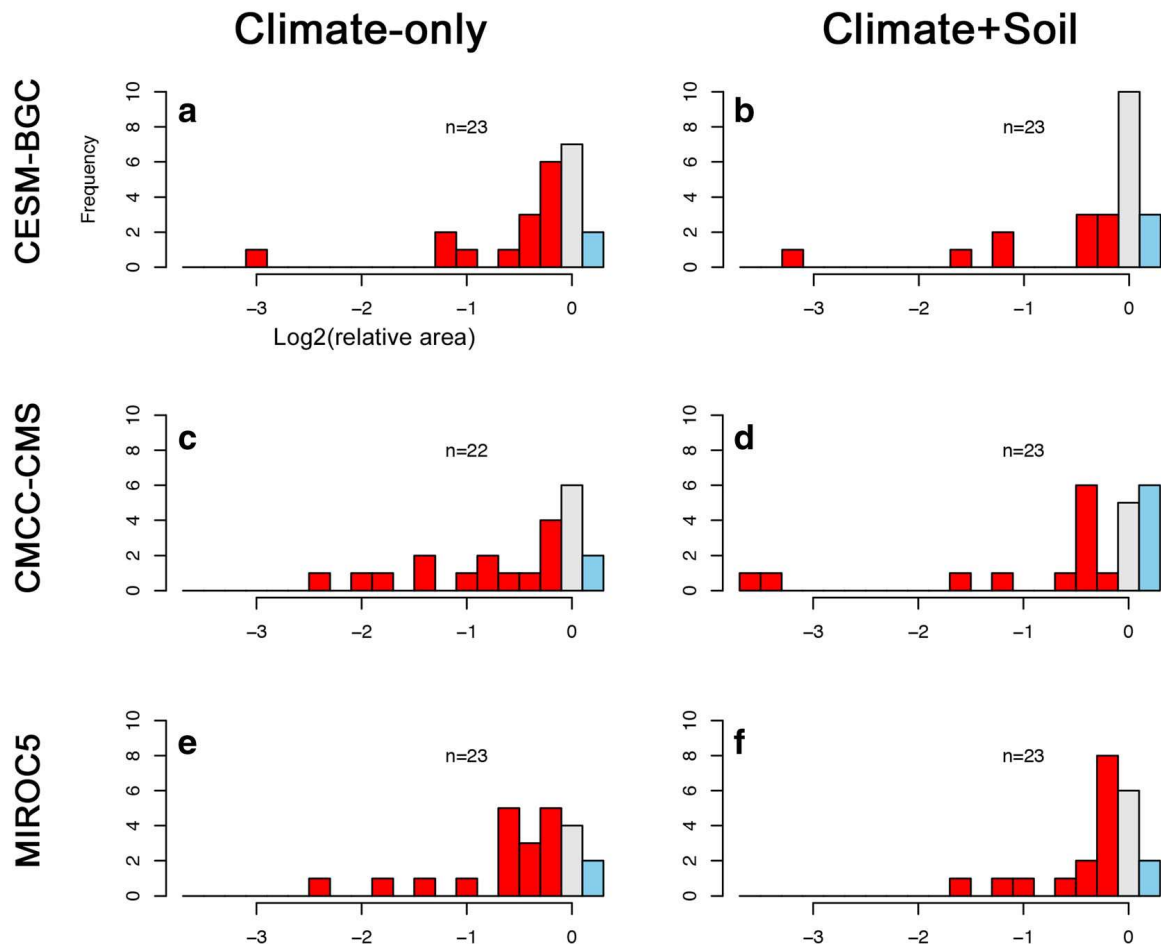 Climate-only Climate+Soil
CESM-BGC
a
n=23
Frequency
0 2 4 6 8 10
−3 −2 −1 0
Log2(relative area)
b
n=23
0 2 4 6 8 10
−3 −2 −1 0
CMCC-CMS
c
n=22
0 2 4 6 8 10
−3 −2 −1 0
d
n=23
0 2 4 6 8 10
−3 −2 −1 0
MIROC5
e
n=23
0 2 4 6 8 10
−3 −2 −1 0
f
n=23
0 2 4 6 8 10
−3 −2 −1 0